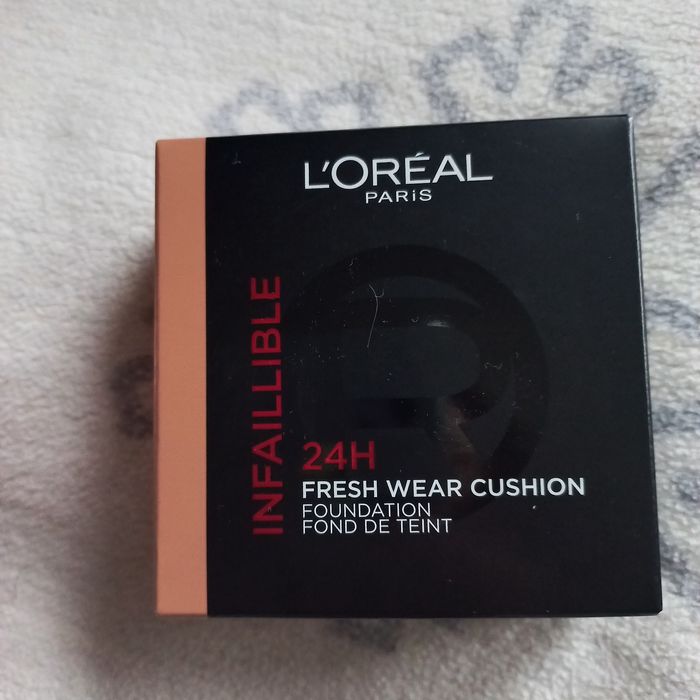 L'ORÉAL
PARiS
INFAILLIBLE
24H
FRESH WEAR CUSHION
FOUNDATION
FOND DE TEINT